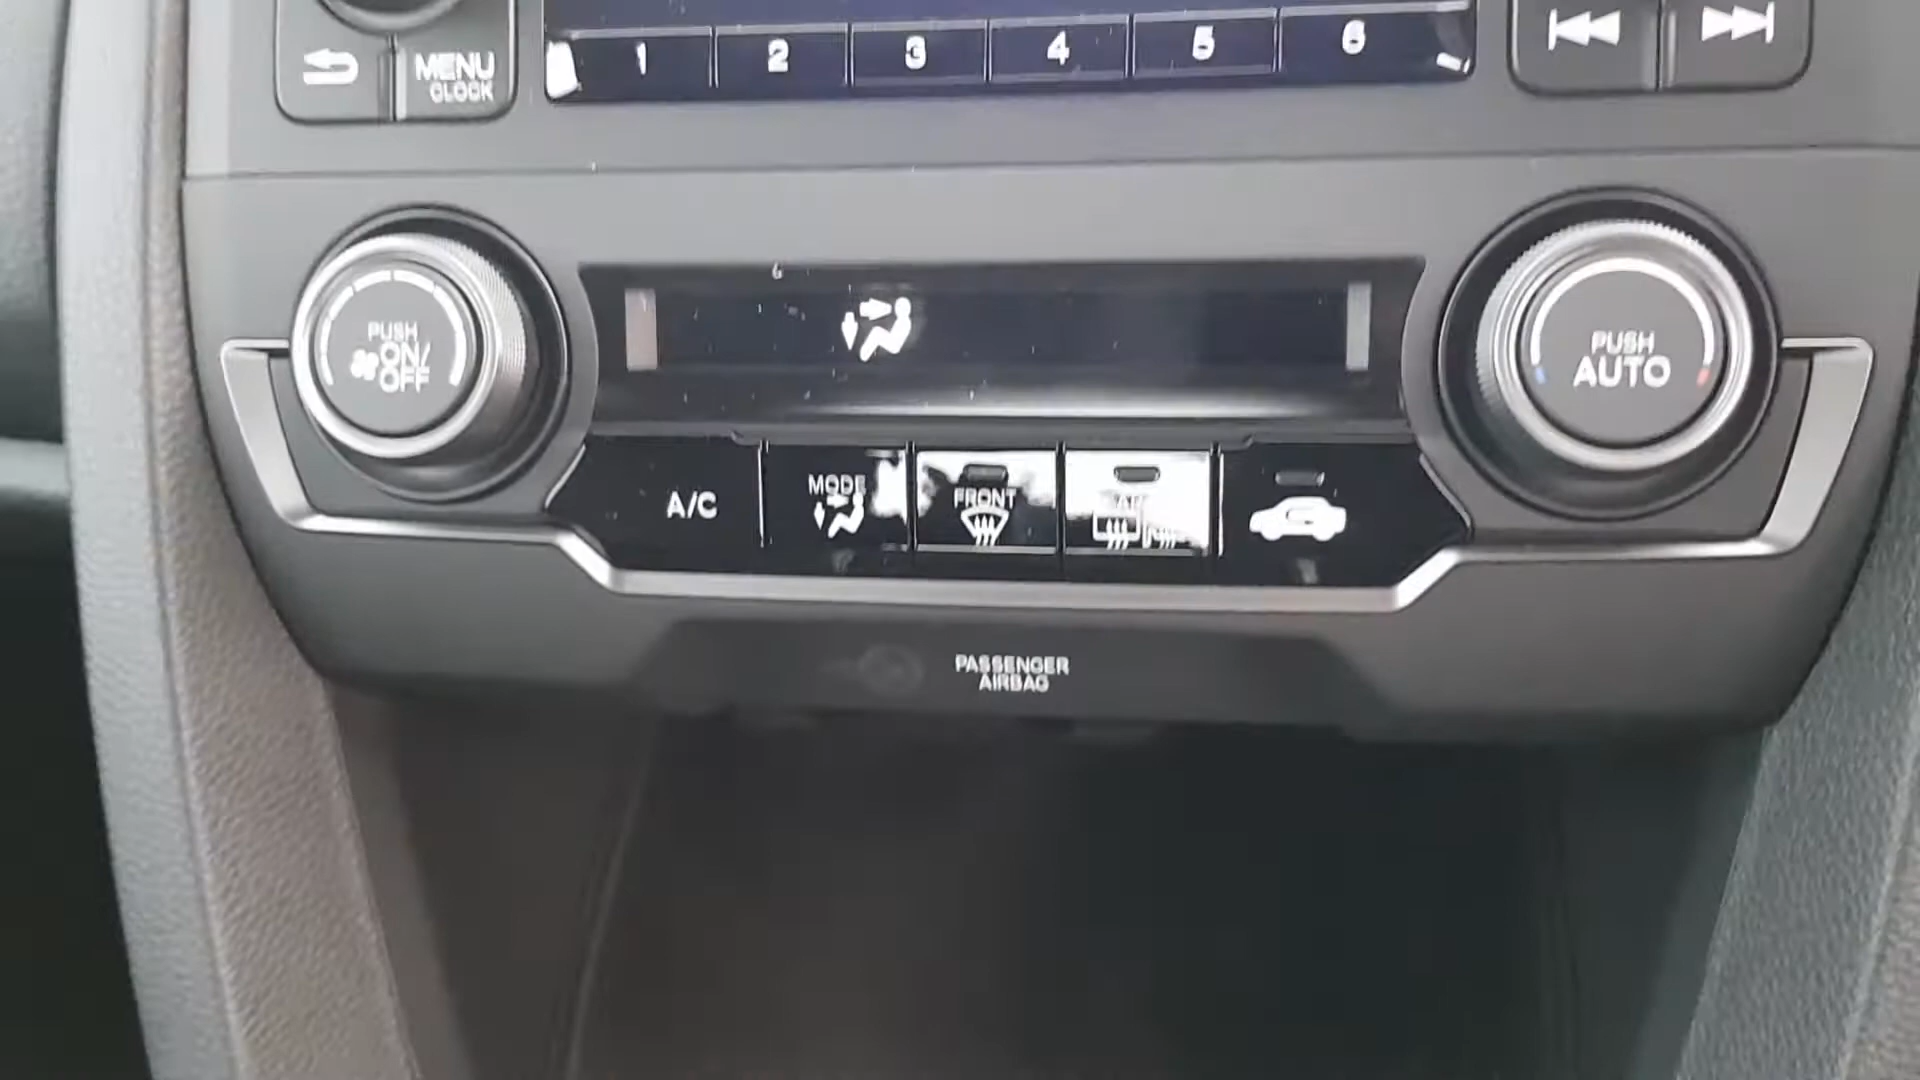 1 2 3 4 5 6
MENU
CLOCK
PUSH
ON/
OFF
PUSH
AUTO
A/C
MODE
FRONT
PASSENGER
AIRBAG